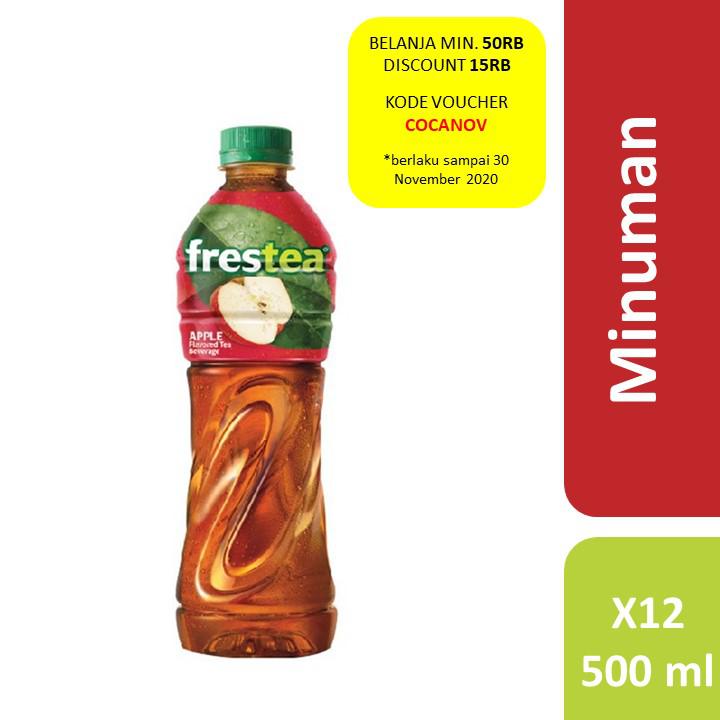 BELANJA MIN. 50RB
DISCOUNT 15RB
KODE VOUCHER
COCANOV
*berlaku sampai 30
November 2020
frestea
APPLE
Flavored Tea
Beverage
Minuman
X12
500 ml